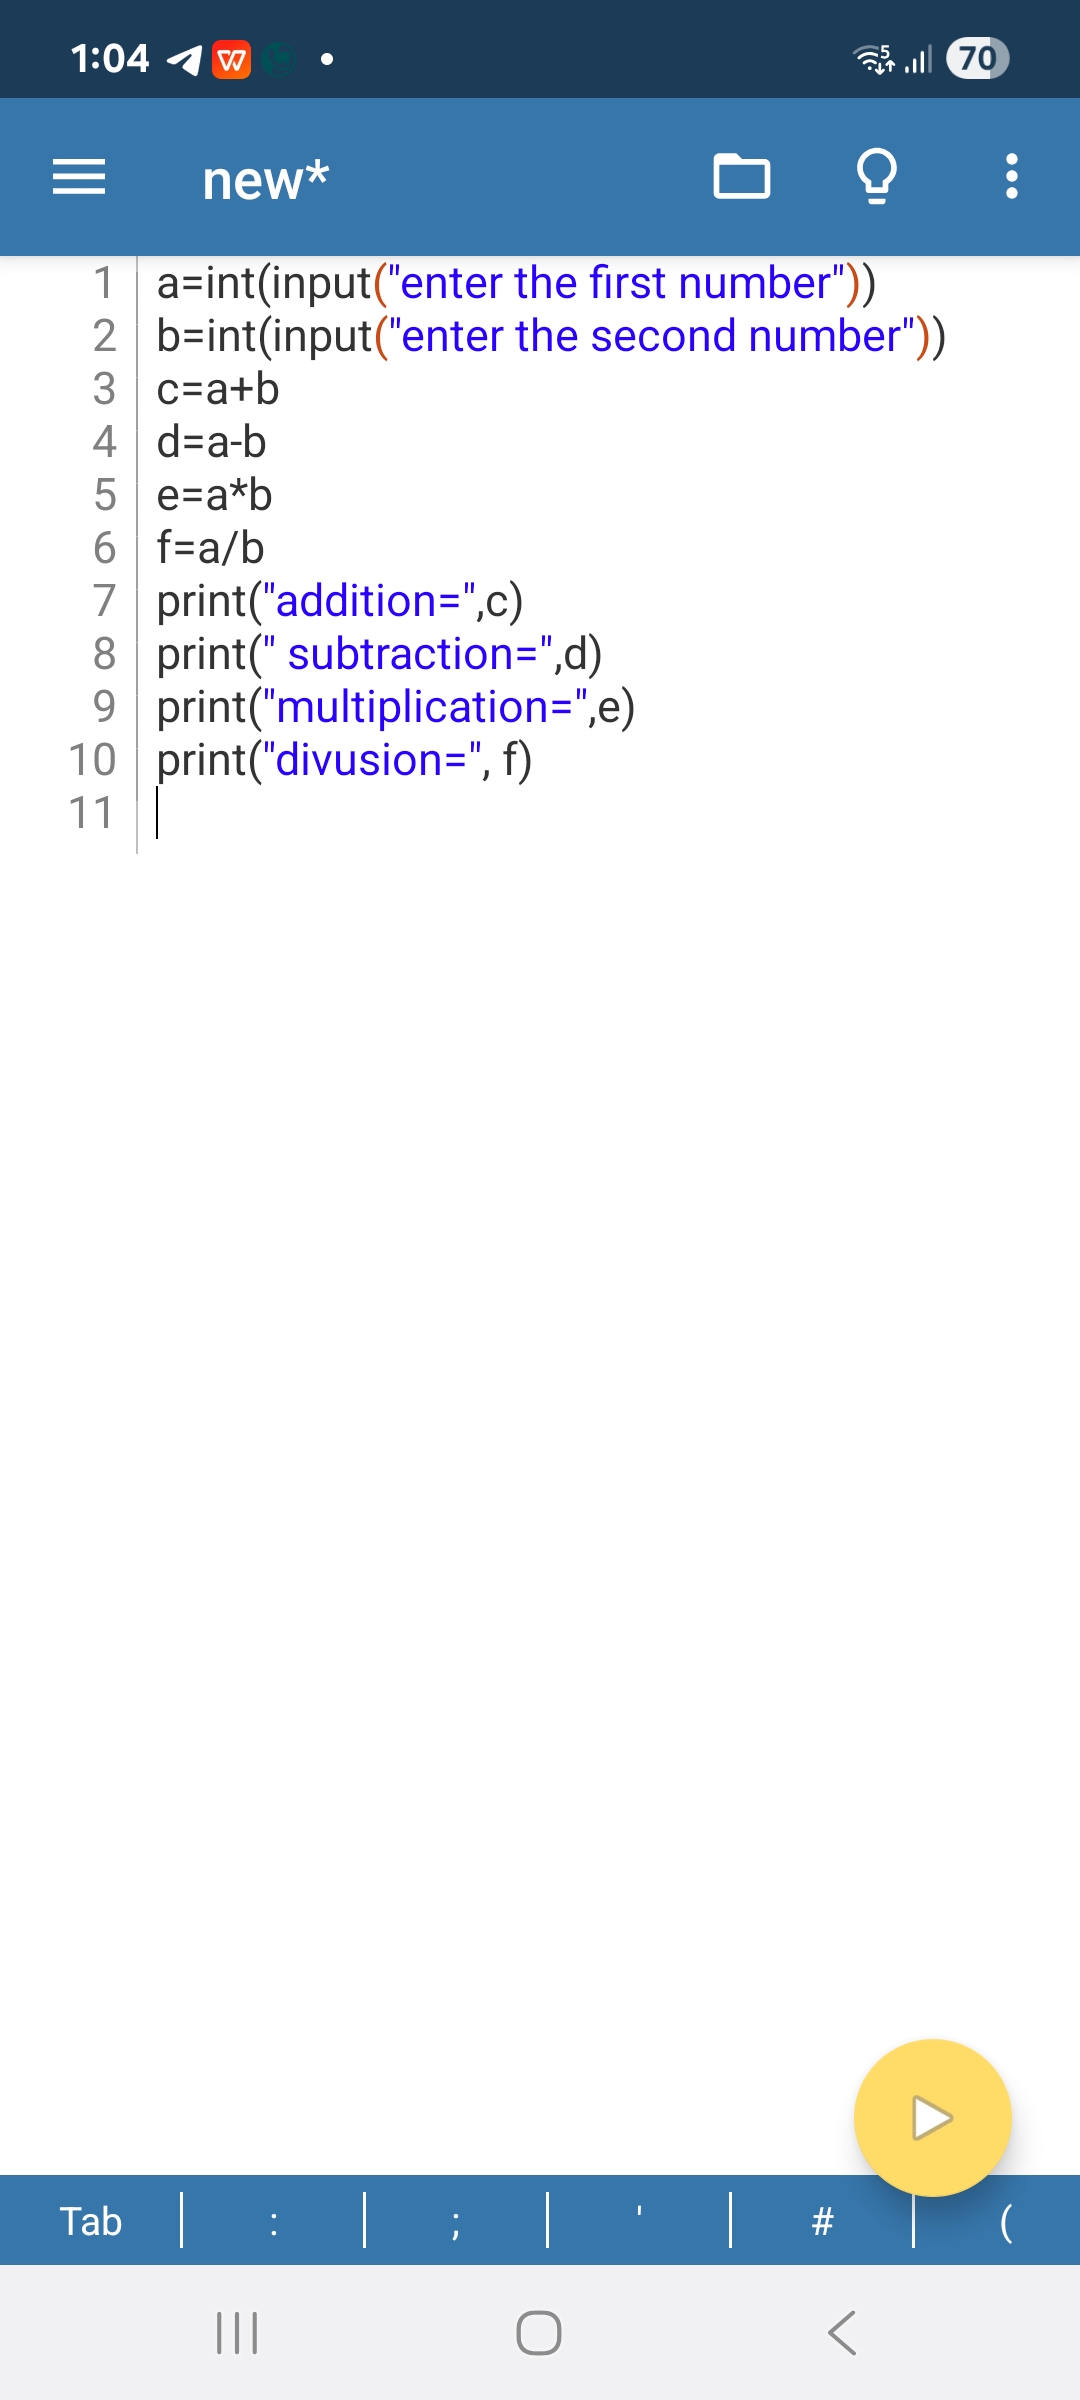 1:04 70
new*
1 a=int(input("enter the first number"))
2 b=int(input("enter the second number"))
3 c=a+b
4 d=a-b
5 e=a*b
6 f=a/b
7 print("addition=",c)
8 print(" subtraction=",d)
9 print("multiplication=",e)
10 print("divusion=", f)
11
Tab : ; ' # (